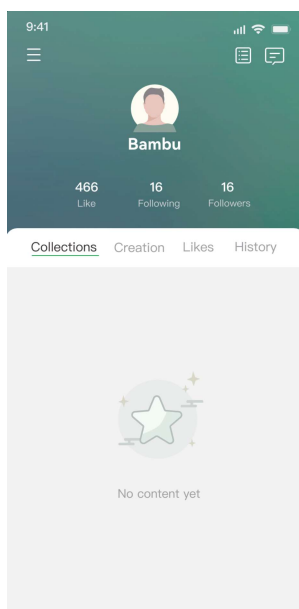 9:41
Bambu
466 16 16
Like Following Followers
Collections Creation Likes History
No content yet